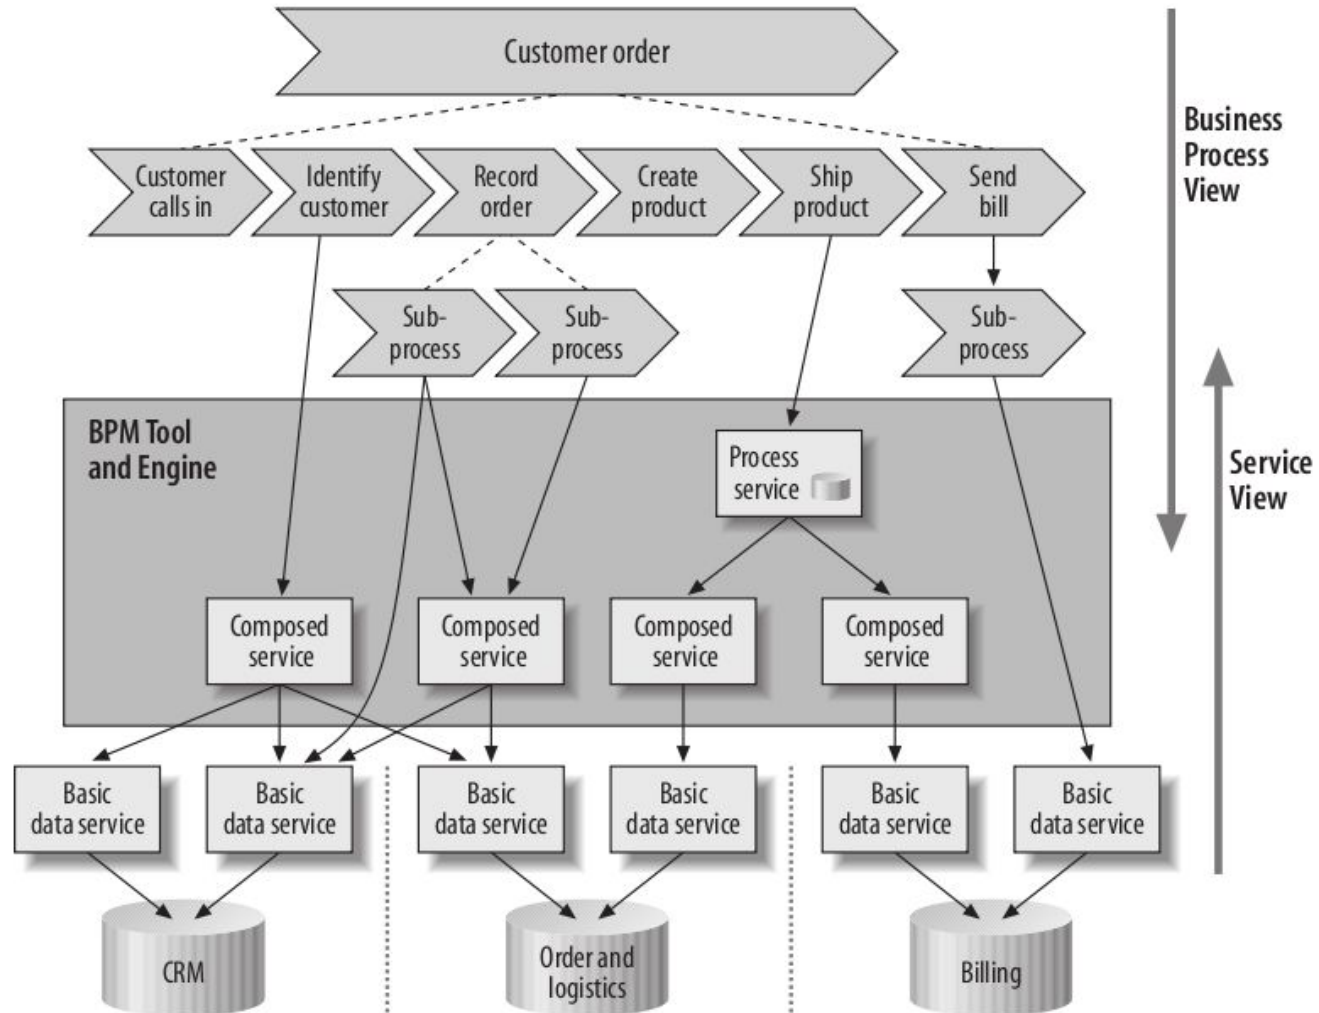 Customer order
Business
Process
View
Customer
calls in
Identify
customer
Record
order
Create
product
Ship
product
Send
bill
Sub-
process
Sub-
process
Sub-
process
BPM Tool
and Engine
Process
service
Service
View
Composed
service
Composed
service
Composed
service
Composed
service
Basic
data service
Basic
data service
Basic
data service
Basic
data service
Basic
data service
Basic
data service
CRM
Order and
logistics
Billing